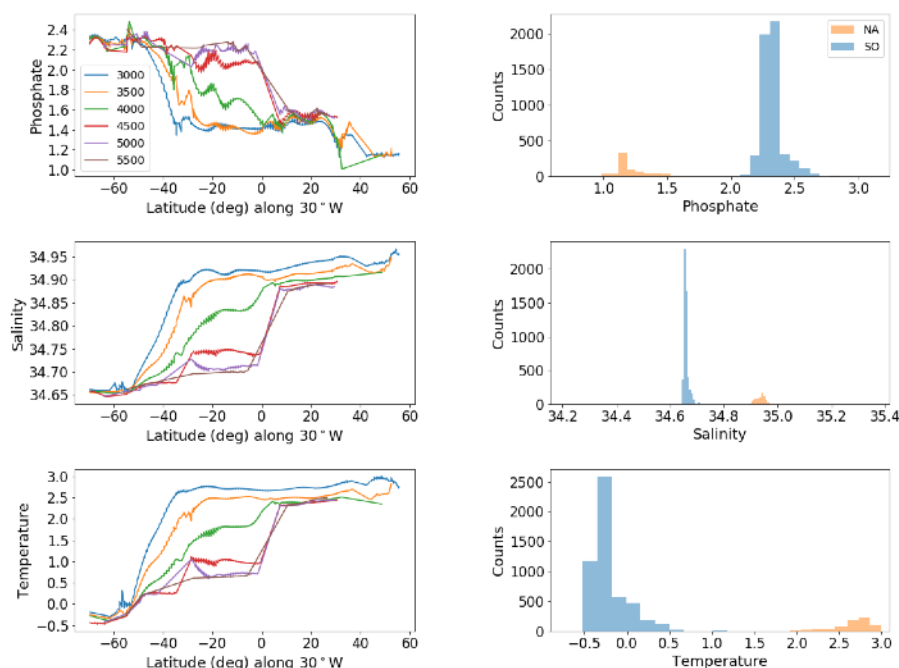 2.4
2.2
2.0
1.8
1.6
1.4
1.2
1.0
Phosphate
3000
3500
4000
4500
5000
5500
−60 −40 −20 0 20 40 60
Latitude (deg) along 30°W
2000
1500
1000
500
0
Counts
NA
SO
1.0 1.5 2.0 2.5 3.0
Phosphate
34.95
34.90
34.85
34.80
34.75
34.70
34.65
Salinity
−60 −40 −20 0 20 40 60
Latitude (deg) along 30°W
2000
1500
1000
500
0
Counts
34.2 34.4 34.6 34.8 35.0 35.2 35.4
Salinity
3.0
2.5
2.0
1.5
1.0
0.5
0.0
−0.5
Temperature
−60 −40 −20 0 20 40 60
Latitude (deg) along 30°W
2500
2000
1500
1000
500
0
Counts
−0.5 0.0 0.5 1.0 1.5 2.0 2.5 3.0
Temperature